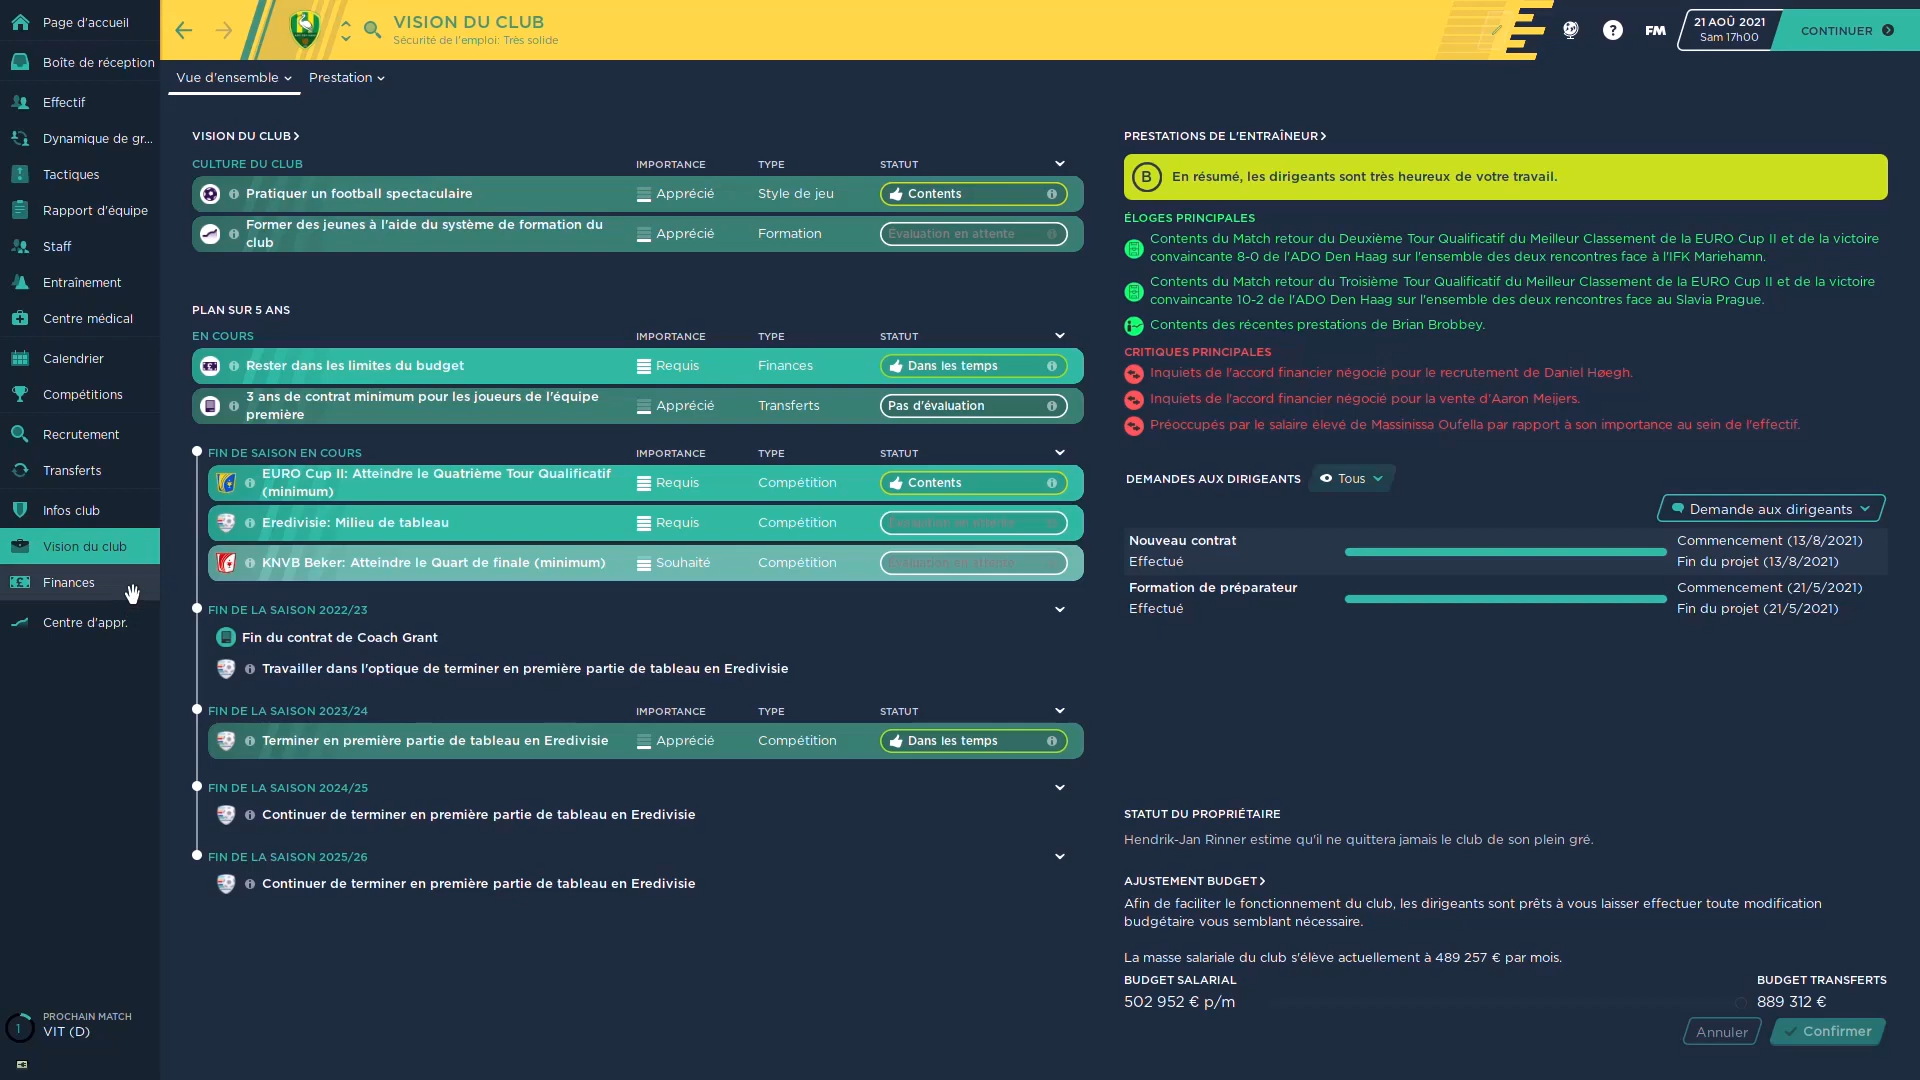 Page d'accueil
Boîte de réception
Effectif
Dynamique de gr...
Tactiques
Rapport d'équipe
Staff
Entraînement
Centre médical
Calendrier
Compétitions
Recrutement
Transferts
Infos club
Vision du club
Finances
Centre d'appr.
PROCHAIN MATCH
1
VIT (D)
VISION DU CLUB
Sécurité de l'emploi: Très solide
?
FM
21 AOÛ 2021
Sam 17h00
CONTINUER
Vue d'ensemble
Prestation
VISION DU CLUB
CULTURE DU CLUB IMPORTANCE TYPE STATUT
Pratiquer un football spectaculaire Apprécié Style de jeu Contents
Former des jeunes à l'aide du système de formation du
club Apprécié Formation Évaluation en attente
PLAN SUR 5 ANS
EN COURS IMPORTANCE TYPE STATUT
Rester dans les limites du budget Requis Finances Dans les temps
3 ans de contrat minimum pour les joueurs de l'équipe
première Apprécié Transferts Pas d'évaluation
FIN DE SAISON EN COURS IMPORTANCE TYPE STATUT
EURO Cup II: Atteindre le Quatrième Tour Qualificatif
(minimum) Requis Compétition Contents
Eredivisie: Milieu de tableau Requis Compétition Évaluation en attente
KNVB Beker: Atteindre le Quart de finale (minimum) Souhaité Compétition Évaluation en attente
FIN DE LA SAISON 2022/23
Fin du contrat de Coach Grant
Travailler dans l'optique de terminer en première partie de tableau en Eredivisie
FIN DE LA SAISON 2023/24 IMPORTANCE TYPE STATUT
Terminer en première partie de tableau en Eredivisie Apprécié Compétition Dans les temps
FIN DE LA SAISON 2024/25
Continuer de terminer en première partie de tableau en Eredivisie
FIN DE LA SAISON 2025/26
Continuer de terminer en première partie de tableau en Eredivisie
PRESTATIONS DE L'ENTRAÎNEUR
B En résumé, les dirigeants sont très heureux de votre travail.
ÉLOGES PRINCIPALES
Contents du Match retour du Deuxième Tour Qualificatif du Meilleur Classement de la EURO Cup II et de la victoire
convaincante 8-0 de l'ADO Den Haag sur l'ensemble des deux rencontres face à l'IFK Mariehamn.
Contents du Match retour du Troisième Tour Qualificatif du Meilleur Classement de la EURO Cup II et de la victoire
convaincante 10-2 de l'ADO Den Haag sur l'ensemble des deux rencontres face au Slavia Prague.
Contents des récentes prestations de Brian Brobbey.
CRITIQUES PRINCIPALES
Inquiets de l'accord financier négocié pour le recrutement de Daniel Høegh.
Inquiets de l'accord financier négocié pour la vente d'Aaron Meijers.
Préoccupés par le salaire élevé de Massinissa Oufella par rapport à son importance au sein de l'effectif.
DEMANDES AUX DIRIGEANTS Tous
Demande aux dirigeants
Nouveau contrat Commencement (13/8/2021)
Effectué Fin du projet (13/8/2021)
Formation de préparateur Commencement (21/5/2021)
Effectué Fin du projet (21/5/2021)
STATUT DU PROPRIÉTAIRE
Hendrik-Jan Rinner estime qu'il ne quittera jamais le club de son plein gré.
AJUSTEMENT BUDGET
Afin de faciliter le fonctionnement du club, les dirigeants sont prêts à vous laisser effectuer toute modification
budgétaire vous semblant nécessaire.
La masse salariale du club s'élève actuellement à 489 257 € par mois.
BUDGET SALARIAL BUDGET TRANSFERTS
502 952 € p/m 889 312 €
Annuler Confirmer